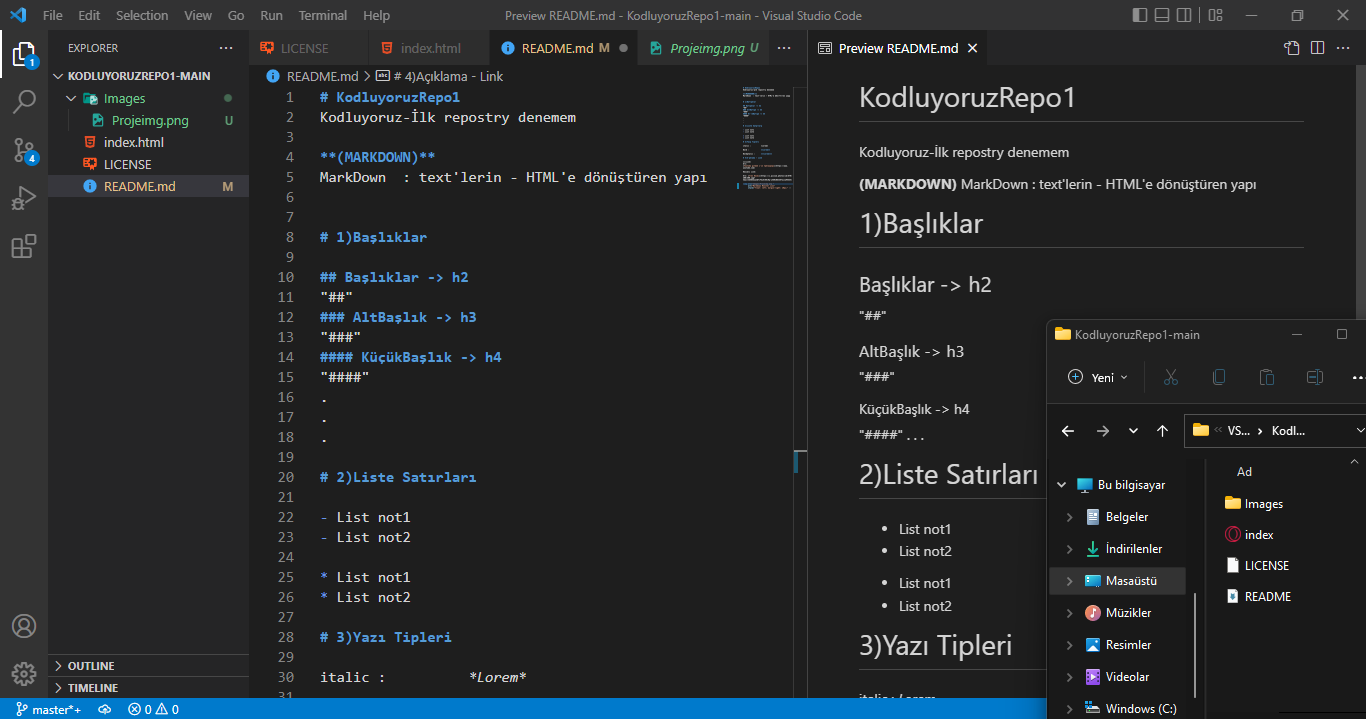 File Edit Selection View Go Run Terminal Help
Preview README.md - KodluyoruzRepo1-main - Visual Studio Code
EXPLORER
KODLUYORUZREPO1-MAIN
Images
Projeimg.png U
index.html
LICENSE
README.md M
OUTLINE
TIMELINE
1
4
LICENSE index.html README.md M Projeimg.png U
README.md > # 4)Açıklama - Link
1 # KodluyoruzRepo1
2 Kodluyoruz-İlk repostry denemem
3
4 **(MARKDOWN)**
5 MarkDown  : text'lerin - HTML'e dönüştüren yapı
6
7
8 # 1)Başlıklar
9
10 ## Başlıklar -> h2
11 "##"
12 ### AltBaşlık -> h3
13 "###"
14 #### KüçükBaşlık -> h4
15 "####"
16 .
17 .
18 .
19
20 # 2)Liste Satırları
21
22 - List not1
23 - List not2
24
25 * List not1
26 * List not2
27
28 # 3)Yazı Tipleri
29
30 italic :          *Lorem*
31
Preview README.md
KodluyoruzRepo1
Kodluyoruz-İlk repostry denemem
(MARKDOWN) MarkDown : text'lerin - HTML'e dönüştüren yapı
1)Başlıklar
Başlıklar -> h2
"##"
AltBaşlık -> h3
"###"
KüçükBaşlık -> h4
"####" . . .
2)Liste Satırları
• List not1
• List not2
• List not1
• List not2
3)Yazı Tipleri
italic : Lorem
KodluyoruzRepo1-main
Yeni
« VS... > Kodl...
Bu bilgisayar
Belgeler
İndirilenler
Masaüstü
Müzikler
Resimler
Videolar
Windows (C:)
Ad
Images
index
LICENSE
README
master*+ 0 0